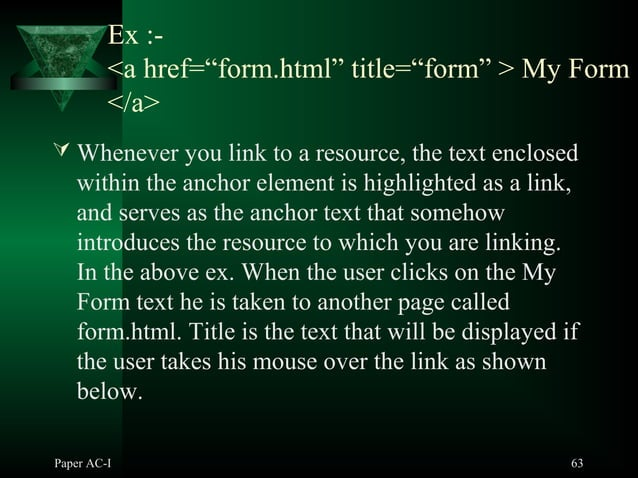 Ex :-
<a href=“form.html” title=“form” > My Form
</a>
Whenever you link to a resource, the text enclosed
within the anchor element is highlighted as a link,
and serves as the anchor text that somehow
introduces the resource to which you are linking.
In the above ex. When the user clicks on the My
Form text he is taken to another page called
form.html. Title is the text that will be displayed if
the user takes his mouse over the link as shown
below.
Paper AC-I 63